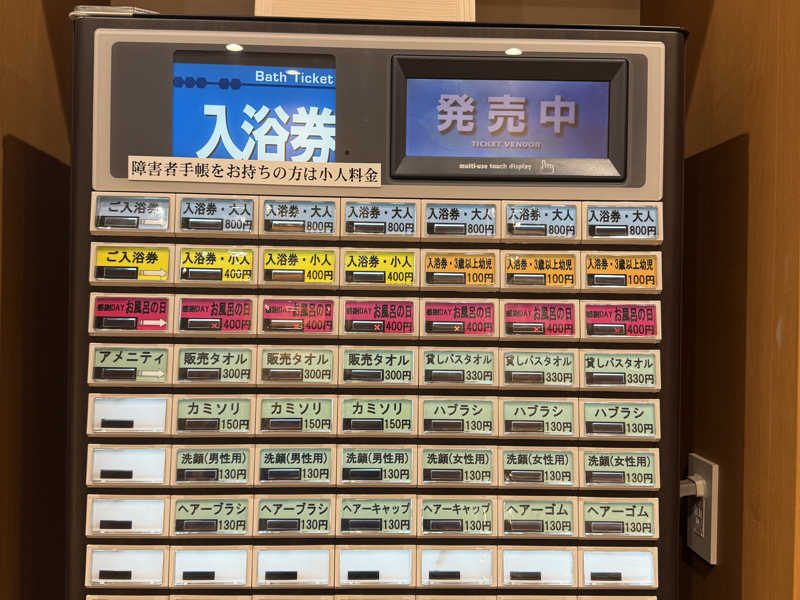 Bath Ticket
入浴券
障害者手帳をお持ちの方は小人料金
発売中
TICKET VENDOR
multi-use touch display
ご入浴券 入浴券・大人 800円 入浴券・大人 800円 入浴券・大人 800円 入浴券・大人 800円 入浴券・大人 800円 入浴券・大人 800円
ご入浴券 入浴券・小人 400円 入浴券・小人 400円 入浴券・小人 400円 入浴券・3歳以上幼児 100円 入浴券・3歳以上幼児 100円 入浴券・3歳以上幼児 100円
感謝DAYお風呂の日 感謝DAYお風呂の日 400円 感謝DAYお風呂の日 400円 感謝DAYお風呂の日 400円 感謝DAYお風呂の日 400円 感謝DAYお風呂の日 400円 感謝DAYお風呂の日 400円
アメニティ 販売タオル 300円 販売タオル 300円 販売タオル 300円 貸しバスタオル 330円 貸しバスタオル 330円 貸しバスタオル 330円
カミソリ 150円 カミソリ 150円 カミソリ 150円 ハブラシ 130円 ハブラシ 130円 ハブラシ 130円
洗顔(男性用) 130円 洗顔(男性用) 130円 洗顔(男性用) 130円 洗顔(女性用) 130円 洗顔(女性用) 130円 洗顔(女性用) 130円
ヘアーブラシ 130円 ヘアーブラシ 130円 ヘアーキャップ 130円 ヘアーキャップ 130円 ヘアーゴム 130円 ヘアーゴム 130円